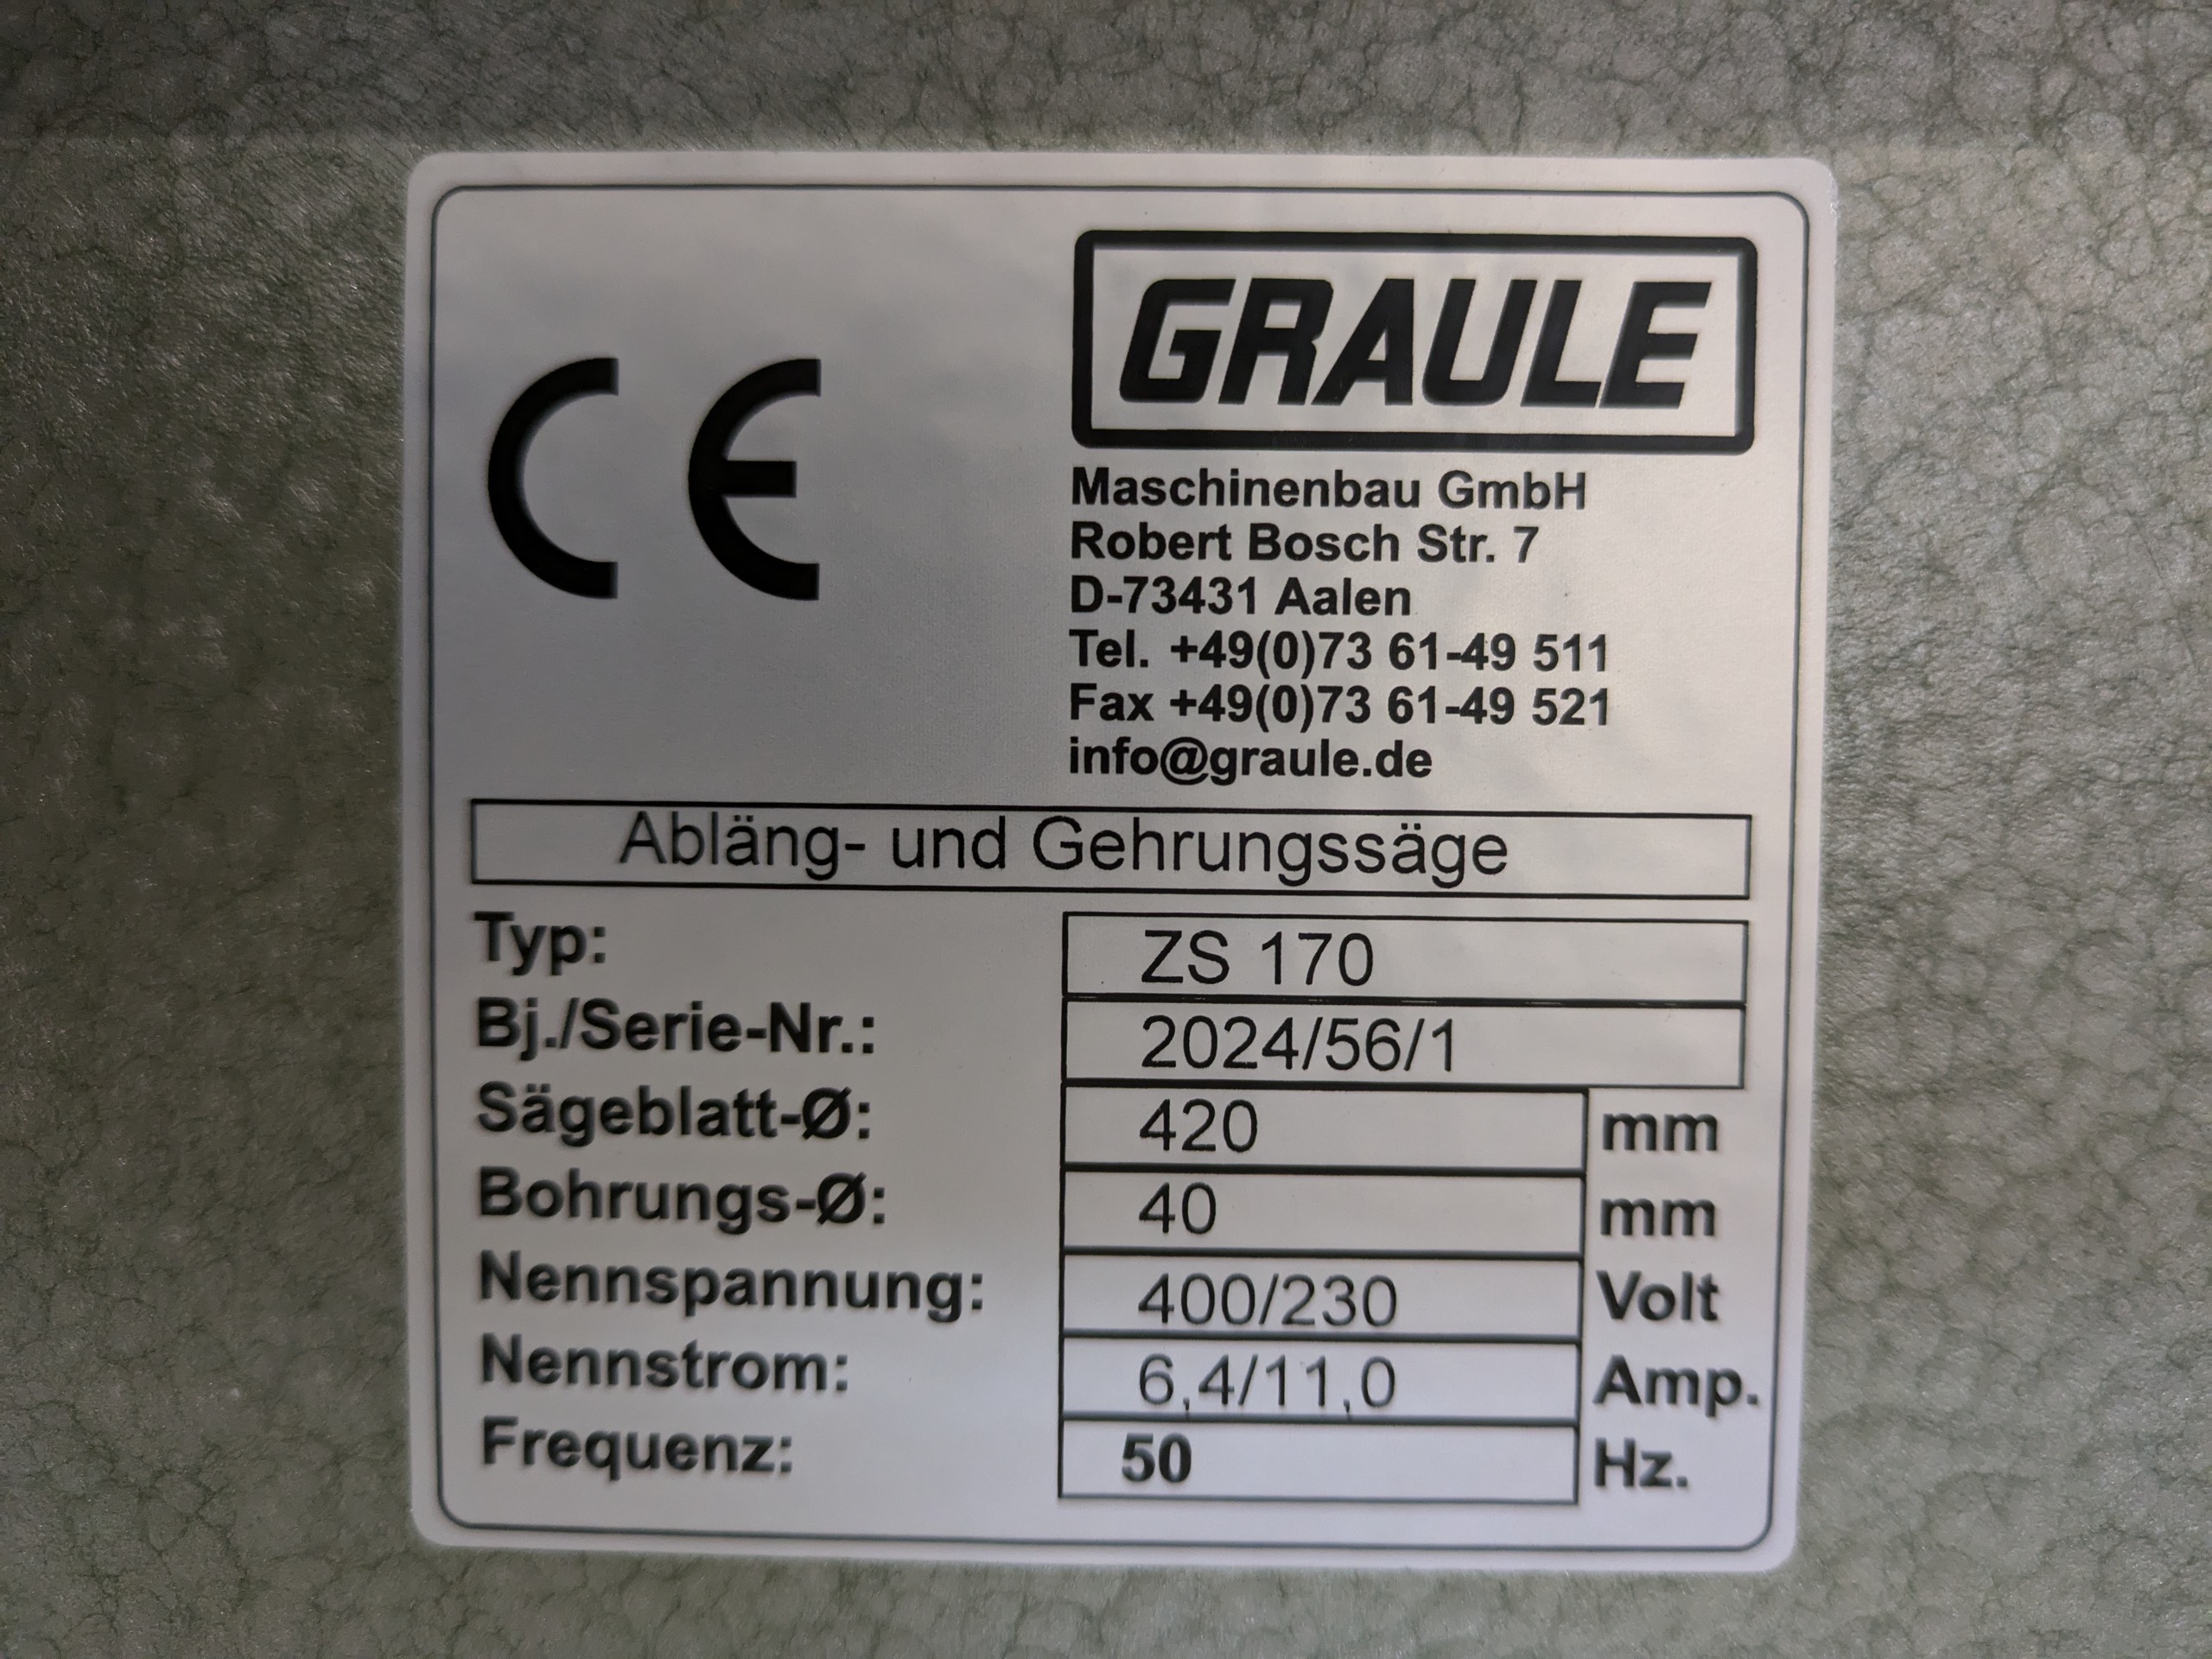 CE
GRAULE
Maschinenbau GmbH
Robert Bosch Str. 7
D-73431 Aalen
Tel. +49(0)73 61-49 511
Fax +49(0)73 61-49 521
info@graule.de
Abläng- und Gehrungssäge
Typ: ZS 170
Bj./Serie-Nr.: 2024/56/1
Sägeblatt-Ø: 420 mm
Bohrungs-Ø: 40 mm
Nennspannung: 400/230 Volt
Nennstrom: 6,4/11,0 Amp.
Frequenz: 50 Hz.